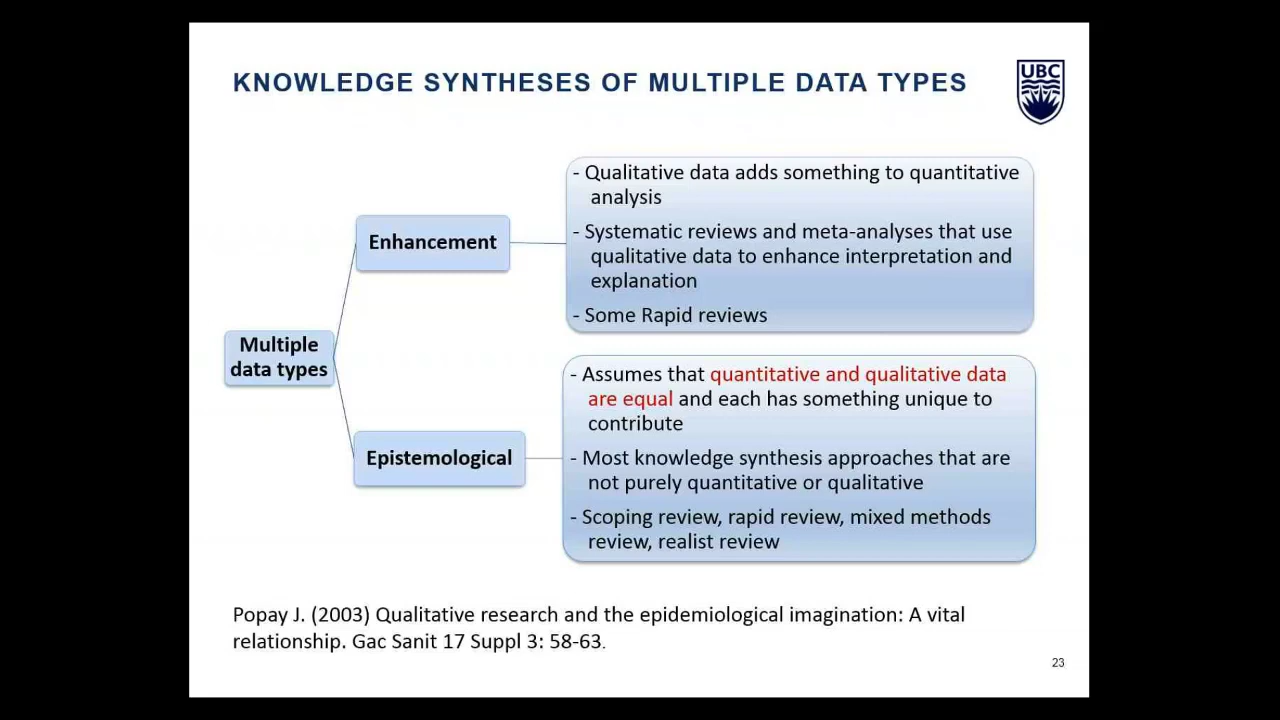 KNOWLEDGE SYNTHESES OF MULTIPLE DATA TYPES
UBC
- Qualitative data adds something to quantitative
analysis
- Systematic reviews and meta-analyses that use
qualitative data to enhance interpretation and
explanation
- Some Rapid reviews
Enhancement
Multiple
data types
- Assumes that quantitative and qualitative data
are equal and each has something unique to
contribute
- Most knowledge synthesis approaches that are
not purely quantitative or qualitative
- Scoping review, rapid review, mixed methods
review, realist review
Epistemological
Popay J. (2003) Qualitative research and the epidemiological imagination: A vital
relationship. Gac Sanit 17 Suppl 3: 58-63.
23